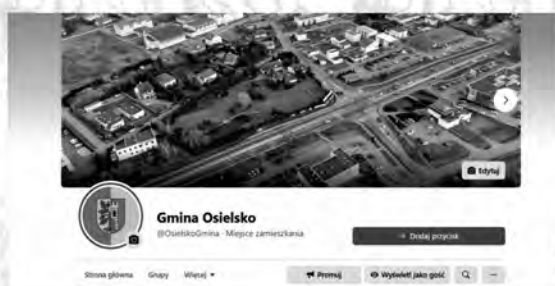 Edytuj
Gmina Osielsko
@OsielskoGmina · Miejsce zamieszkania
Dodaj przycisk
Strona główna Grupy Więcej
Promuj Wyświetl jako gość